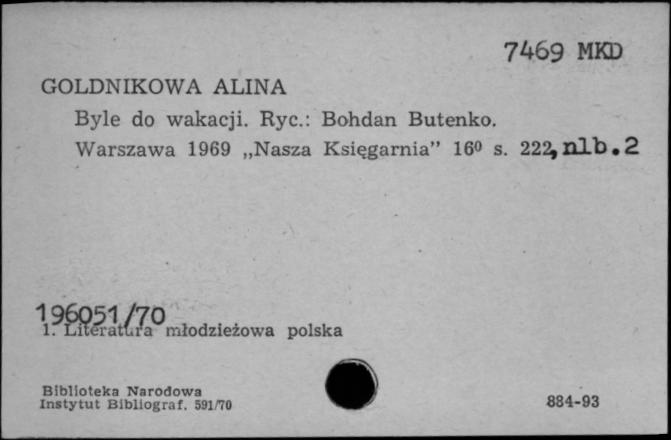 7469 MKD
GOLDNIKOWA ALINA
Byle do wakacji. Ryc.: Bohdan Butenko.
Warszawa 1969 „Nasza Księgarnia” 16⁰ s. 222, nlb.2
196051/70
1. Literatura młodzieżowa polska
Biblioteka Narodowa
Instytut Bibliograf. 591/70
884-93